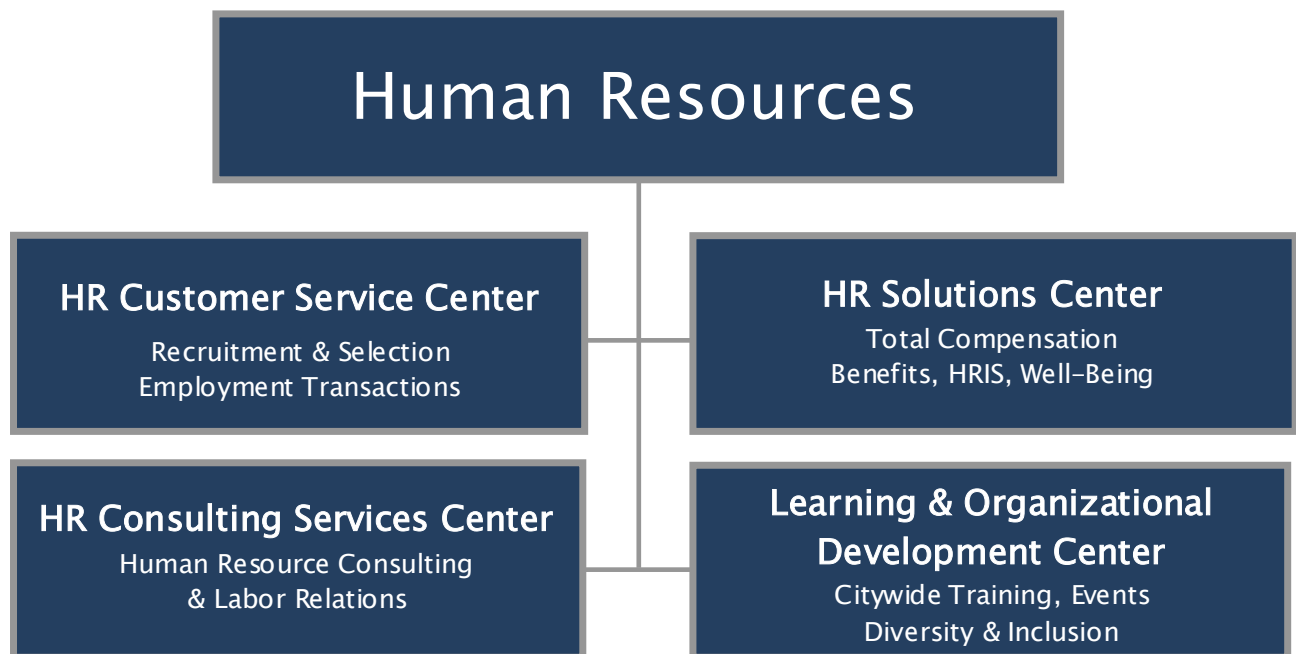 Human Resources
HR Customer Service Center
Recruitment & Selection
Employment Transactions
HR Solutions Center
Total Compensation
Benefits, HRIS, Well-Being
HR Consulting Services Center
Human Resource Consulting
& Labor Relations
Learning & Organizational
Development Center
Citywide Training, Events
Diversity & Inclusion